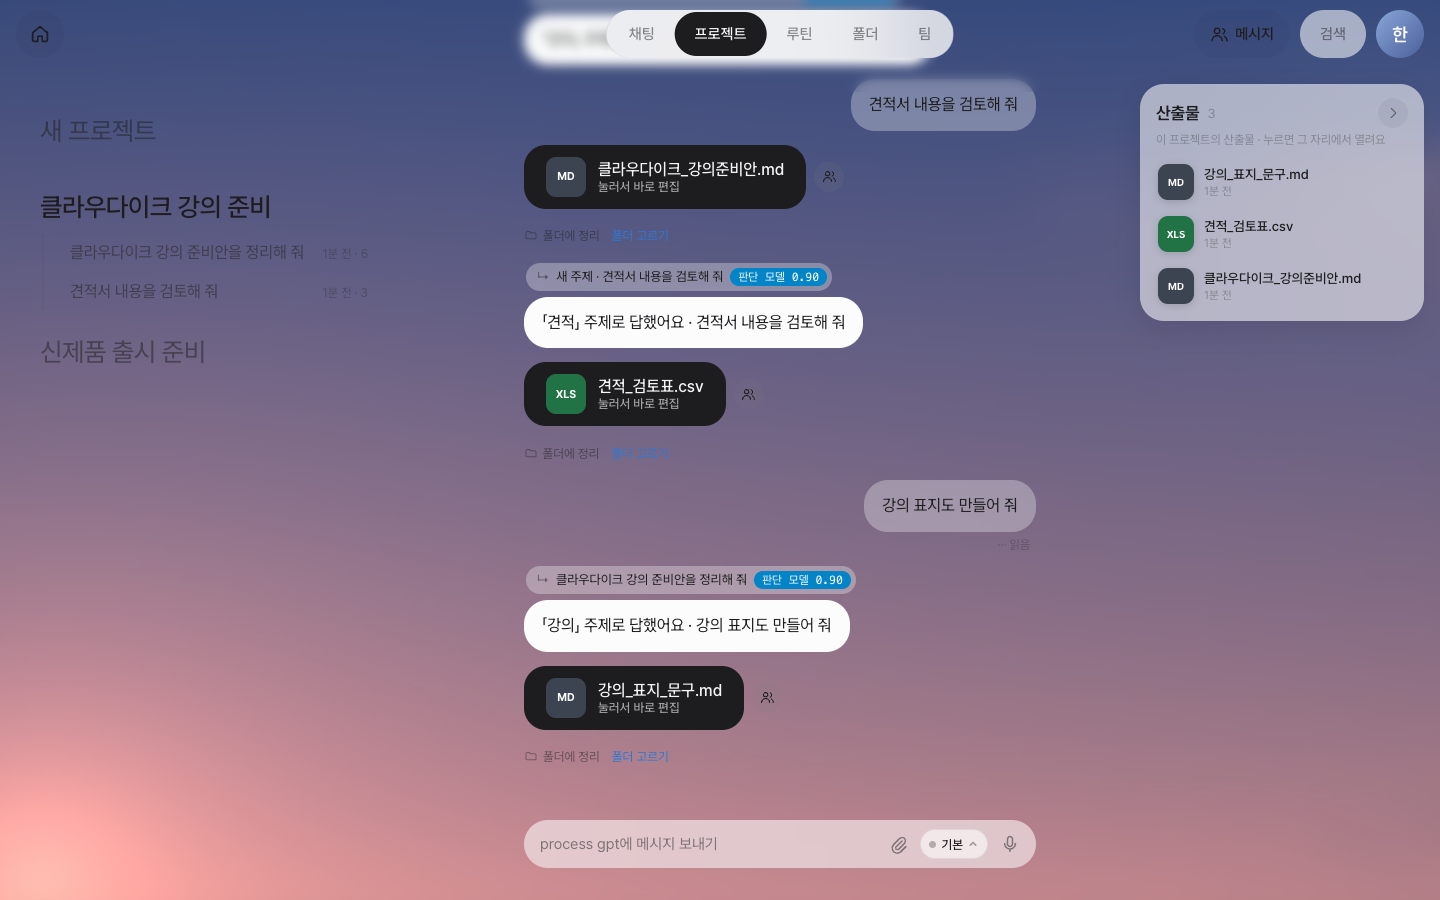 채팅
프로젝트
루틴
폴더
팀
메시지
검색
한
새 프로젝트
클라우다이크 강의 준비
클라우다이크 강의 준비안을 정리해 줘 1분 전 · 6
견적서 내용을 검토해 줘 1분 전 · 3
신제품 출시 준비
견적서 내용을 검토해 줘
MD
클라우다이크_강의준비안.md
눌러서 바로 편집
폴더에 정리 폴더 고르기
새 주제 · 견적서 내용을 검토해 줘 판단 모델 0.90
「견적」 주제로 답했어요 · 견적서 내용을 검토해 줘
XLS
견적_검토표.csv
눌러서 바로 편집
폴더에 정리 폴더 고르기
강의 표지도 만들어 줘
··· 읽음
클라우다이크 강의 준비안을 정리해 줘 판단 모델 0.90
「강의」 주제로 답했어요 · 강의 표지도 만들어 줘
MD
강의_표지_문구.md
눌러서 바로 편집
폴더에 정리 폴더 고르기
process gpt에 메시지 보내기
기본
산출물 3
이 프로젝트의 산출물 · 누르면 그 자리에서 열려요
MD
강의_표지_문구.md
1분 전
XLS
견적_검토표.csv
1분 전
MD
클라우다이크_강의준비안.md
1분 전